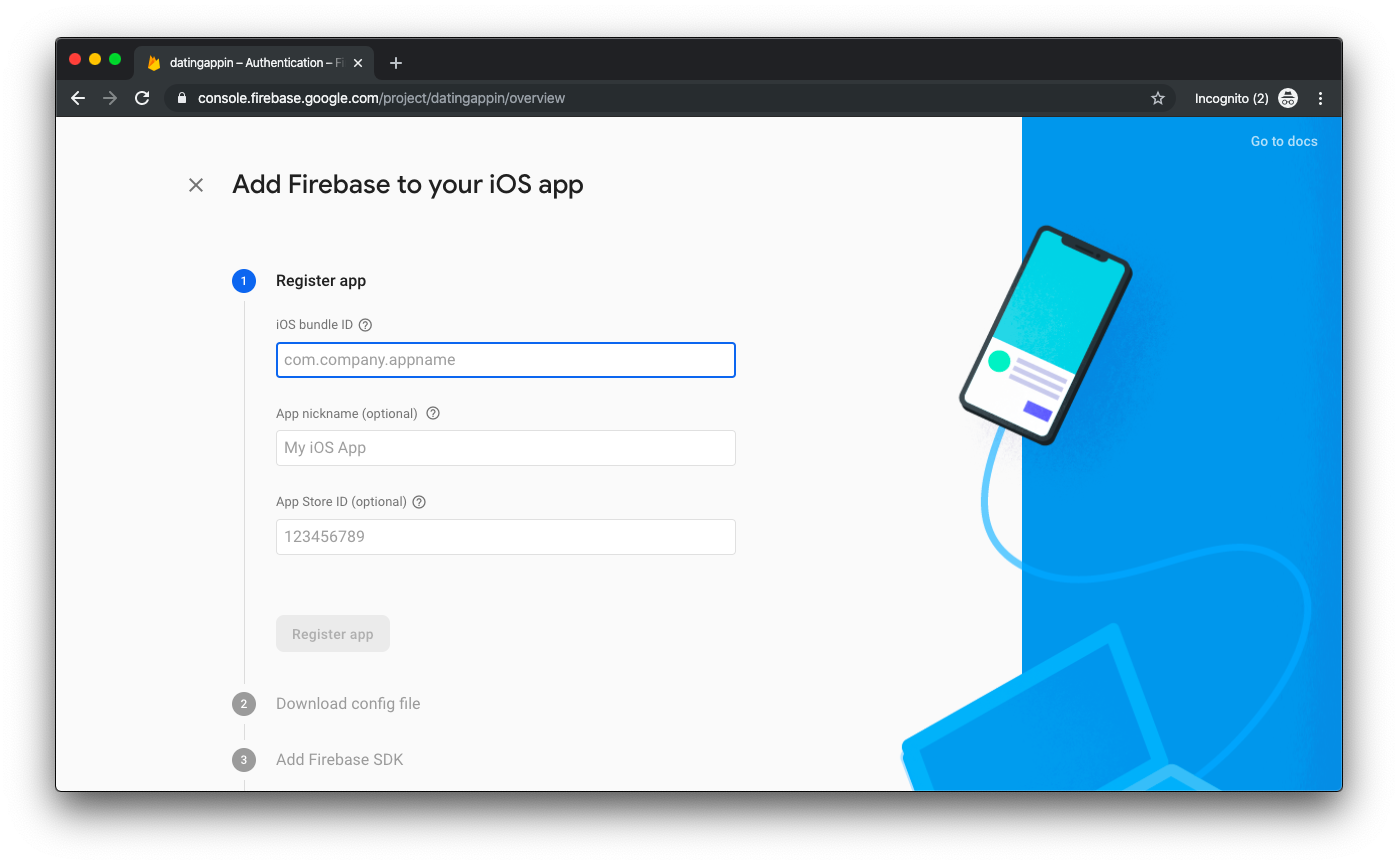 datingappin – Authentication – Fi
console.firebase.google.com/project/datingappin/overview
Incognito (2)
Go to docs
Add Firebase to your iOS app
1 Register app
iOS bundle ID ?
com.company.appname
App nickname (optional) ?
My iOS App
App Store ID (optional) ?
123456789
Register app
2 Download config file
3 Add Firebase SDK